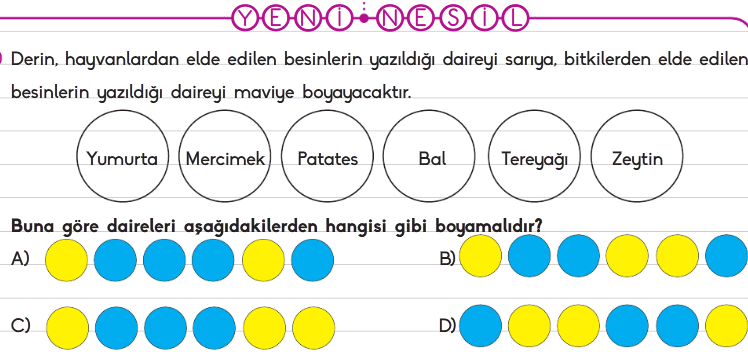 YENİ NESİL
Derin, hayvanlardan elde edilen besinlerin yazıldığı daireyi sarıya, bitkilerden elde edilen
besinlerin yazıldığı daireyi maviye boyayacaktır.
Yumurta Mercimek Patates Bal Tereyağı Zeytin
Buna göre daireleri aşağıdakilerden hangisi gibi boyamalıdır?
A) B)
C) D)